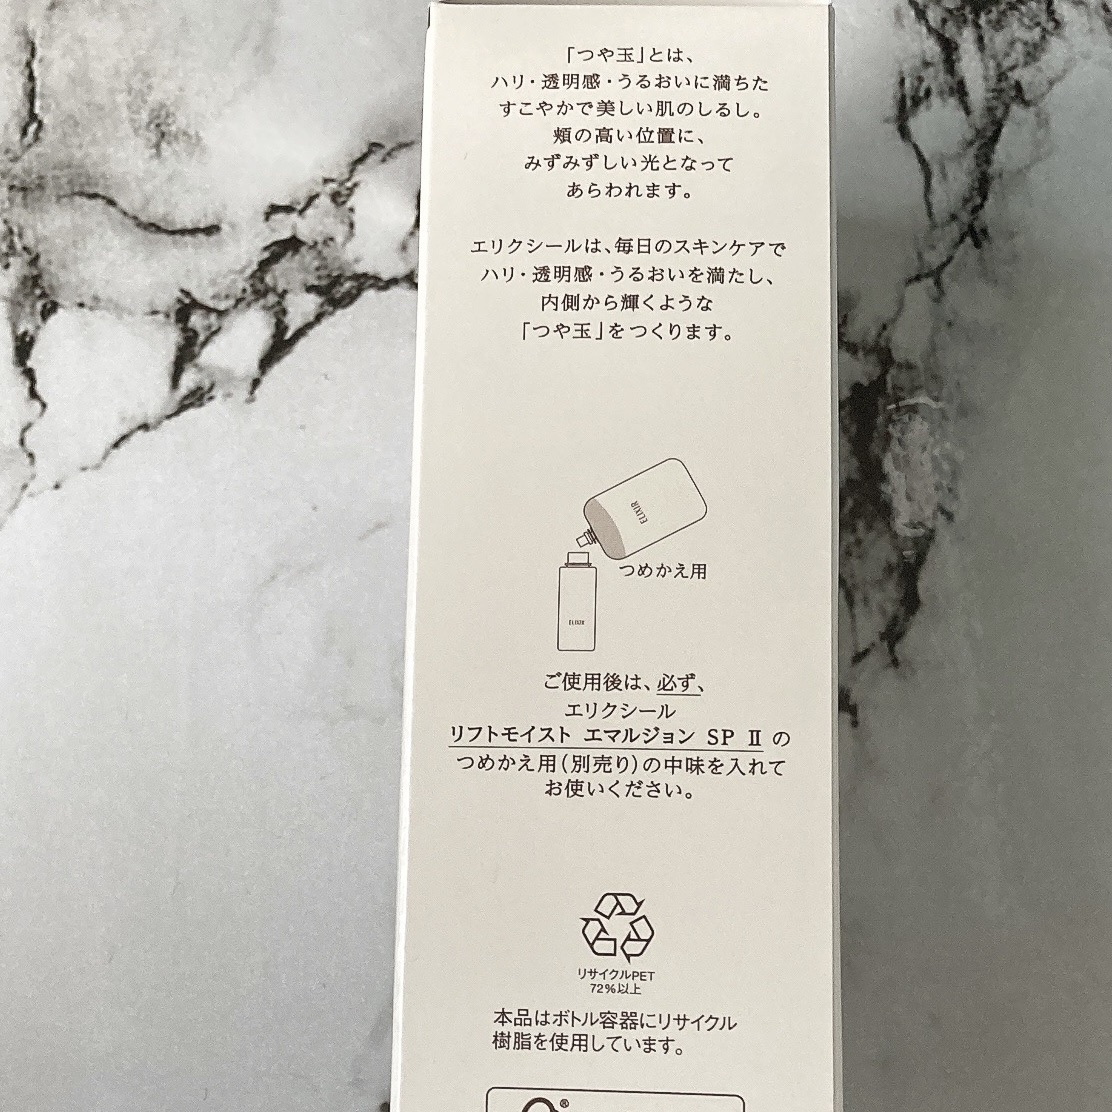 「つや玉」とは、
ハリ・透明感・うるおいに満ちた
すこやかで美しい肌のしるし。
頬の高い位置に、
みずみずしい光となって
あらわれます。
エリクシールは、毎日のスキンケアで
ハリ・透明感・うるおいを満たし、
内側から輝くような
「つや玉」をつくります。
ELIXIR
つめかえ用
ELIXIR
ご使用後は、必ず、
エリクシール
リフトモイスト エマルジョン SP Ⅱ の
つめかえ用(別売り)の中味を入れて
お使いください。
リサイクルPET
72%以上
本品はボトル容器にリサイクル
樹脂を使用しています。